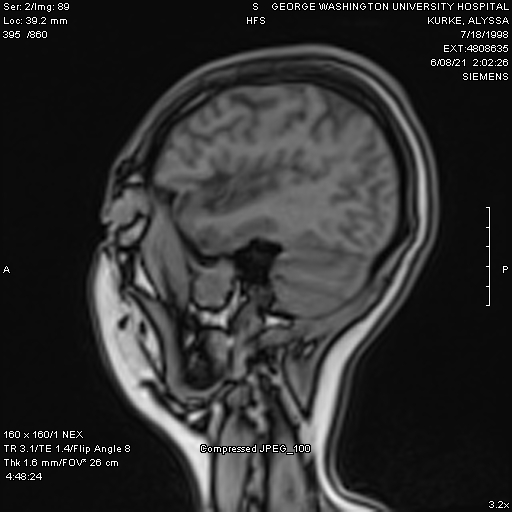 Ser: 2/Img: 89
Loc: 39.2 mm
395 /860
S GEORGE WASHINGTON UNIVERSITY HOSPITAL
HFS KURKE, ALYSSA
7/18/1998
EXT:4808635
6/08/21 2:02:26
SIEMENS
A
P
160 x 160/1 NEX
TR 3.1/TE 1.4/Flip Angle 8
Thk 1.6 mm/FOV* 26 cm
4:48:24
Compressed JPEG_100
3.2x